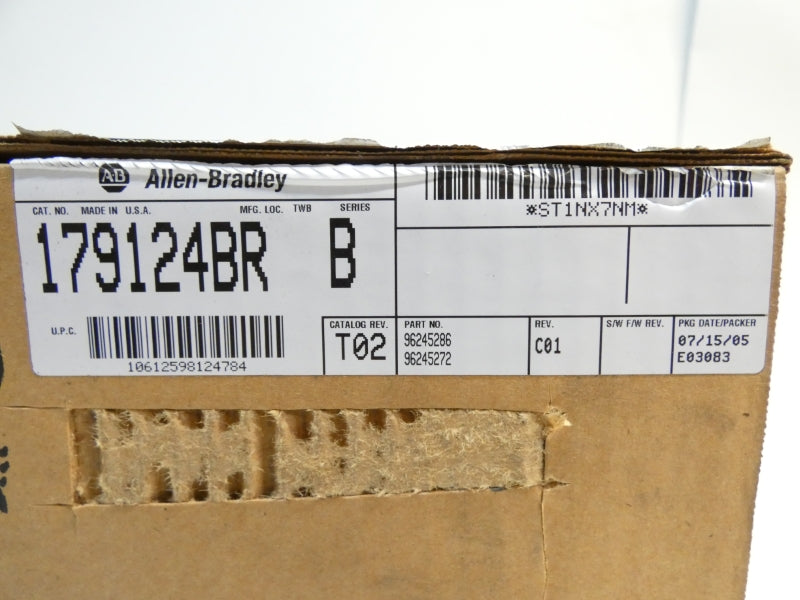 AB Allen-Bradley
CAT. NO. MADE IN U.S.A. MFG. LOC. TWB SERIES
179124BR B
U.P.C.
10612598124784
CATALOG REV.
T02
*ST1NX7NM*
PART NO.
96245286
96245272
REV.
C01
S/W F/W REV.
PKG DATE/PACKER
07/15/05
E03083